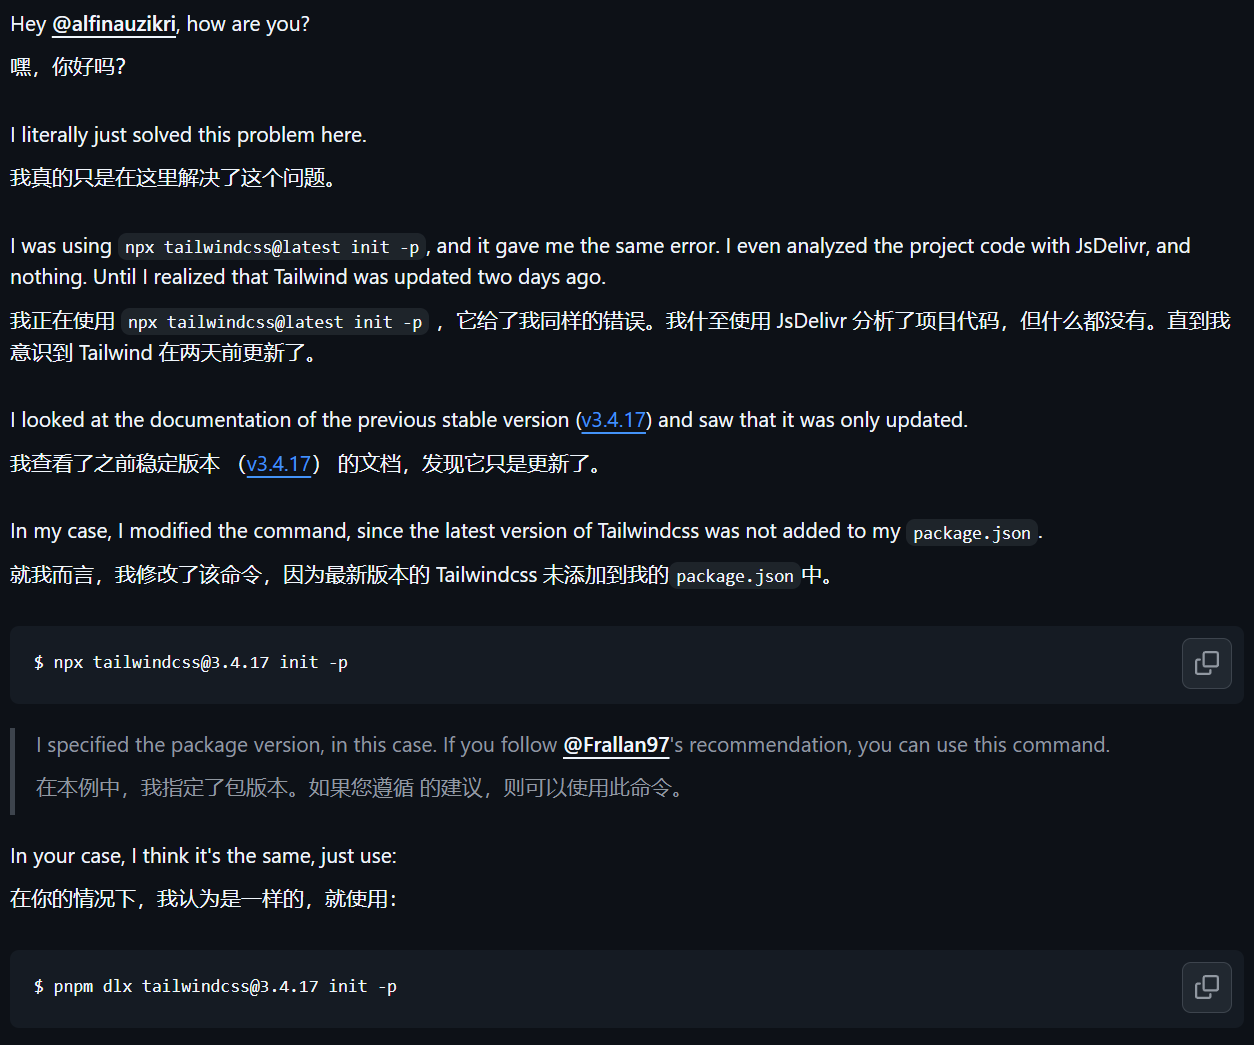 Hey @alfinauzikri, how are you?
嘿，你好吗？
I literally just solved this problem here.
我真的只是在这里解决了这个问题。
I was using npx tailwindcss@latest init -p, and it gave me the same error. I even analyzed the project code with JsDelivr, and
nothing. Until I realized that Tailwind was updated two days ago.
我正在使用 npx tailwindcss@latest init -p ，它给了我同样的错误。我什至使用 JsDelivr 分析了项目代码，但什么都没有。直到我
意识到 Tailwind 在两天前更新了。
I looked at the documentation of the previous stable version (v3.4.17) and saw that it was only updated.
我查看了之前稳定版本 （v3.4.17） 的文档，发现它只是更新了。
In my case, I modified the command, since the latest version of Tailwindcss was not added to my package.json.
就我而言，我修改了该命令，因为最新版本的 Tailwindcss 未添加到我的 package.json 中。
$ npx tailwindcss@3.4.17 init -p
I specified the package version, in this case. If you follow @Frallan97's recommendation, you can use this command.
在本例中，我指定了包版本。如果您遵循 的建议，则可以使用此命令。
In your case, I think it's the same, just use:
在你的情况下，我认为是一样的，就使用：
$ pnpm dlx tailwindcss@3.4.17 init -p